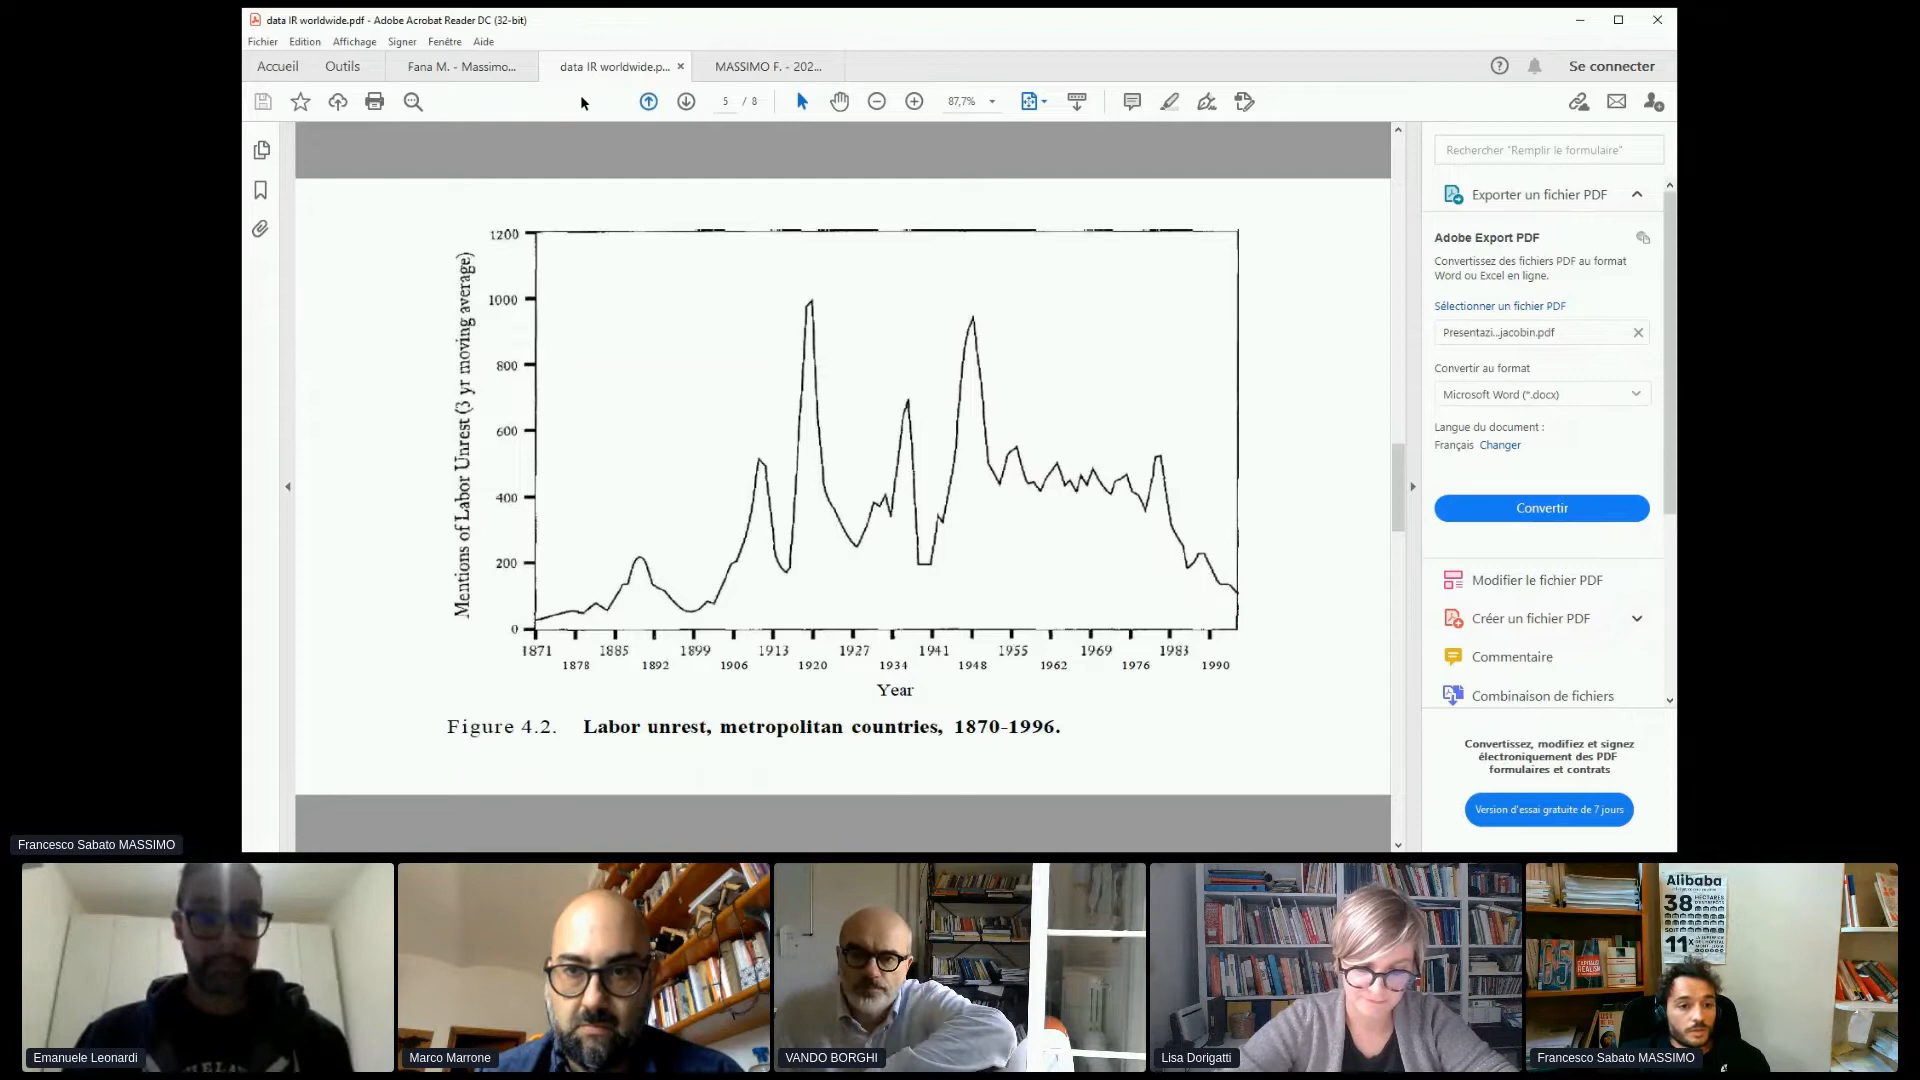 data IR worldwide.pdf - Adobe Acrobat Reader DC (32-bit)
Fichier Edition Affichage Signer Fenêtre Aide
Accueil Outils Fana M. - Massimo... data IR worldwide.p... MASSIMO F. - 202... Se connecter
5 / 8 87,7%
Rechercher "Remplir le formulaire"
Exporter un fichier PDF
Adobe Export PDF
Convertissez des fichiers PDF au format
Word ou Excel en ligne.
Sélectionner un fichier PDF
Presentazi...jacobin.pdf
Convertir au format
Microsoft Word (*.docx)
Langue du document :
Français Changer
Convertir
Modifier le fichier PDF
Créer un fichier PDF
Commentaire
Combinaison de fichiers
Convertissez, modifiez et signez
électroniquement des PDF
formulaires et contrats
Version d'essai gratuite de 7 jours
Mentions of Labor Unrest (3 yr moving average)
1200
1000
800
600
400
200
0
1871 1885 1899 1913 1927 1941 1955 1969 1983
1878 1892 1906 1920 1934 1948 1962 1976 1990
Year
Figure 4.2. Labor unrest, metropolitan countries, 1870-1996.
Francesco Sabato MASSIMO
Emanuele Leonardi
Marco Marrone
VANDO BORGHI
Lisa Dorigatti
Francesco Sabato MASSIMO
Alibaba
38
HECTARES
SOIT
11x
CAPITALIST
REALISM